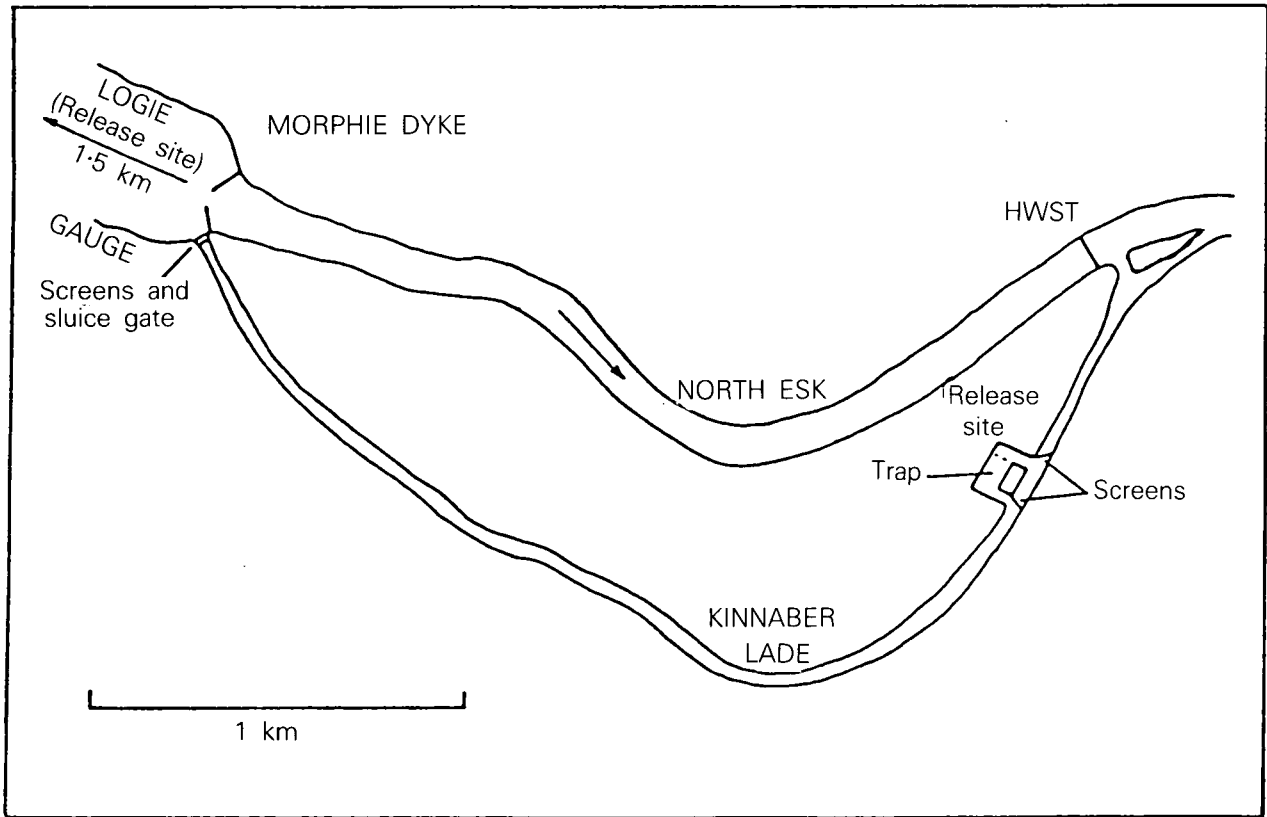 LOGIE
(Release site)
1·5 km
MORPHIE DYKE
GAUGE
Screens and
sluice gate
HWST
NORTH ESK
Release
site
Trap
Screens
KINNABER
LADE
1 km